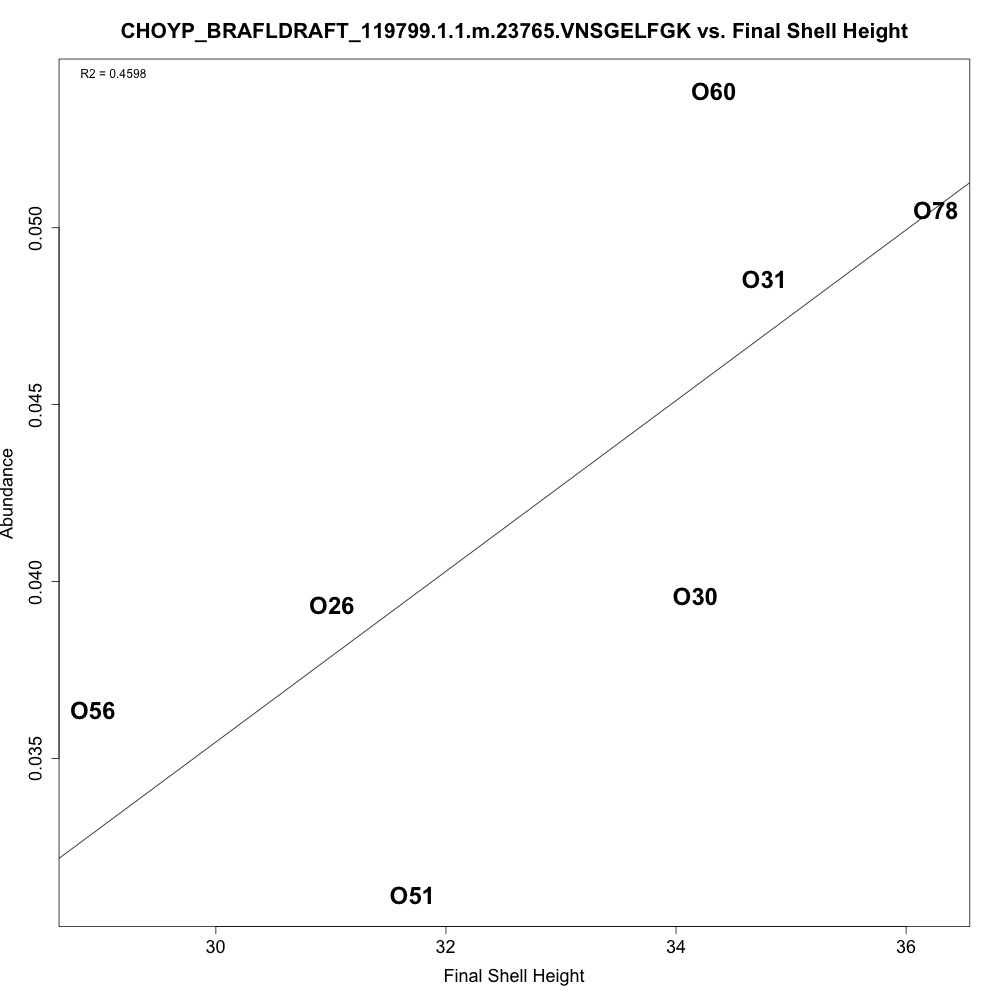 CHOYP_BRAFLDRAFT_119799.1.1.m.23765.VNSGELFGK vs. Final Shell Height
R2 = 0.4598
O60
O78
O31
O26
O30
O56
O51
Abundance
0.050
0.045
0.040
0.035
30 32 34 36
Final Shell Height